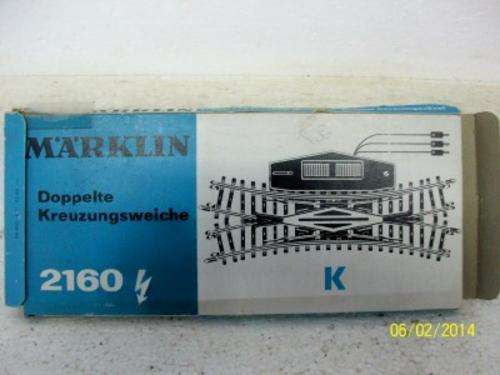 MÄRKLIN
Doppelte
Kreuzungsweiche
2160
K
06/02/2014